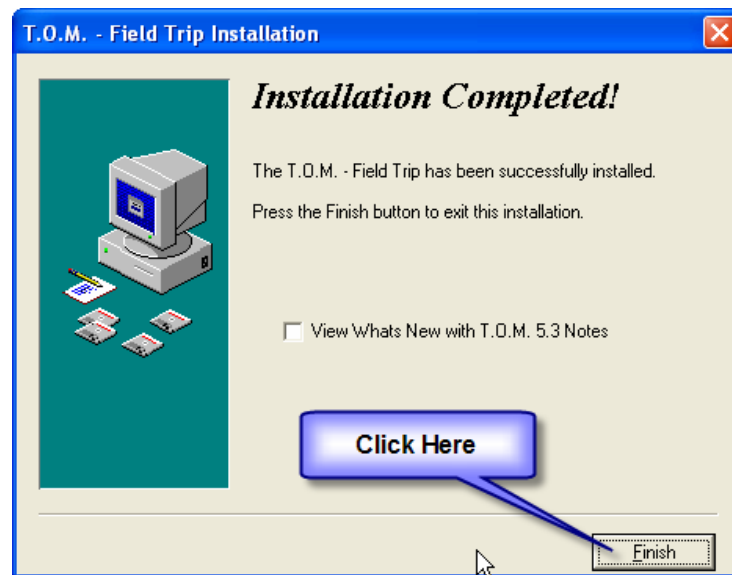 T.O.M. - Field Trip Installation
Installation Completed!
The T.O.M. - Field Trip has been successfully installed.
Press the Finish button to exit this installation.
View Whats New with T.O.M. 5.3 Notes
Click Here
Finish